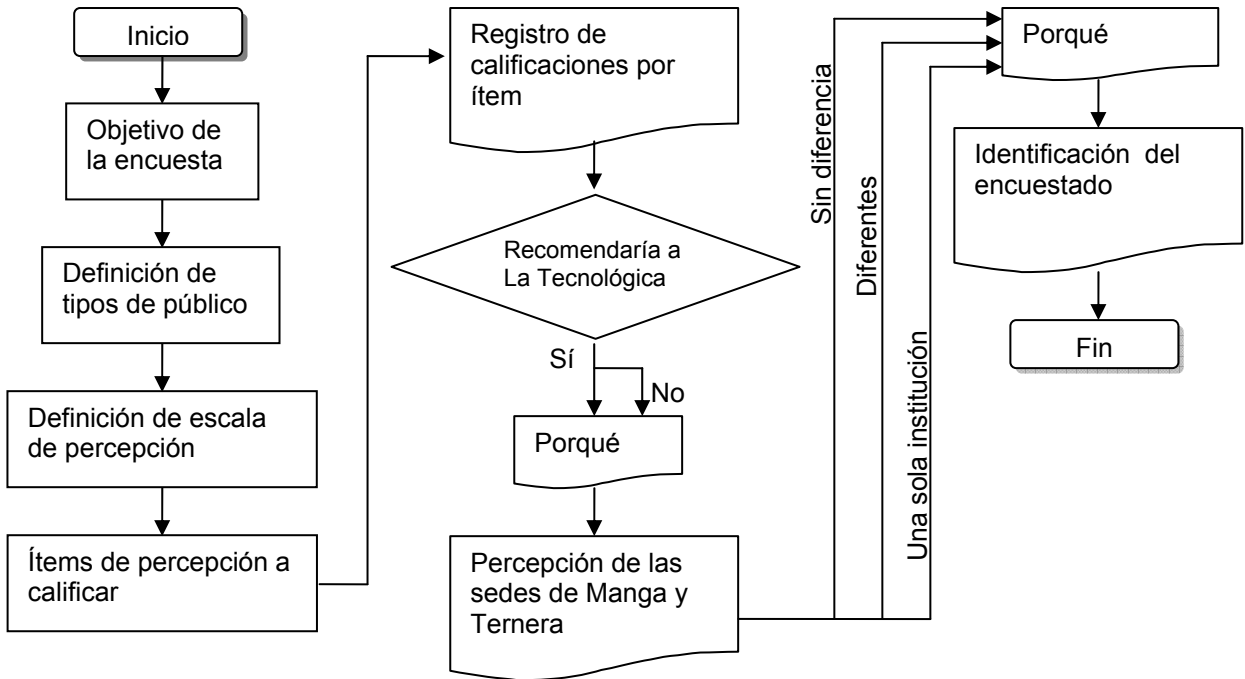 Inicio
Objetivo de
la encuesta
Definición de
tipos de público
Definición de escala
de percepción
Ítems de percepción a
calificar
Registro de
calificaciones por
ítem
Recomendaría a
La Tecnológica
Sí
No
Porqué
Percepción de las
sedes de Manga y
Ternera
Sin diferencia
Diferentes
Una sola institución
Porqué
Identificación del
encuestado
Fin